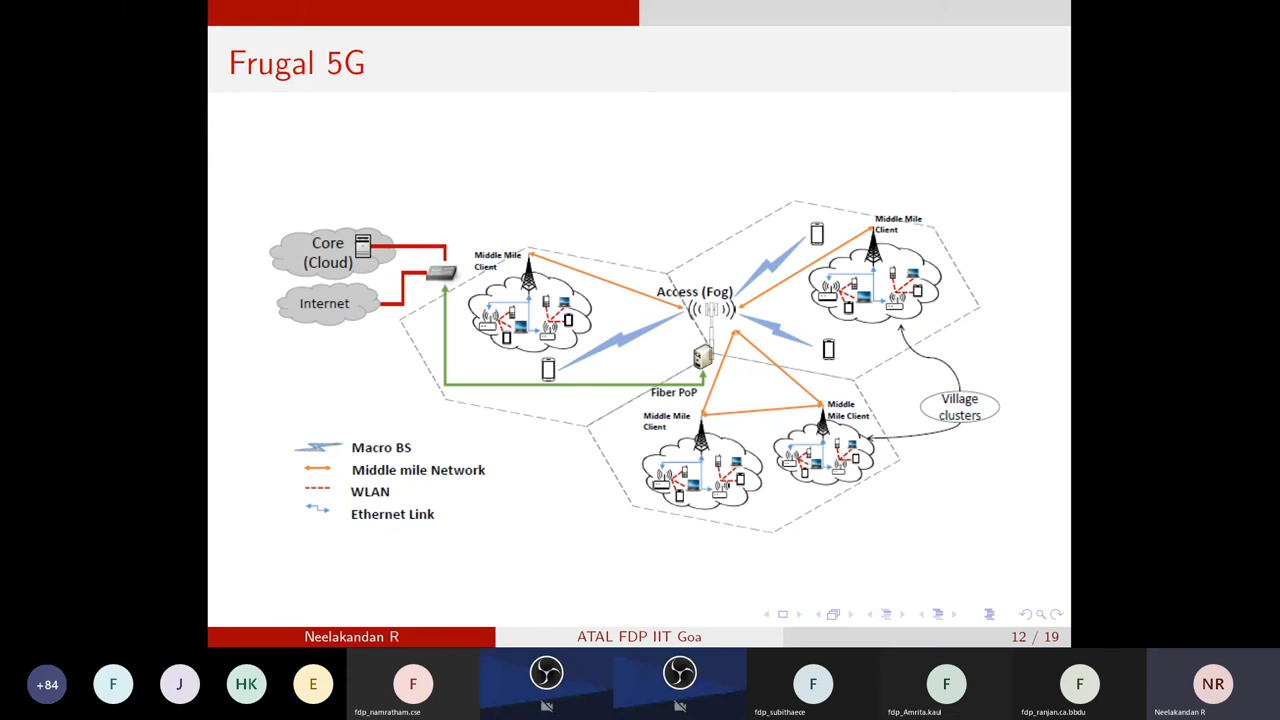 Frugal 5G
Core
(Cloud)
Internet
Middle Mile
Client
Access (Fog)
Middle Mile
Client
Fiber PoP
Middle Mile
Client
Middle
Mile Client
Village
clusters
Macro BS
Middle mile Network
WLAN
Ethernet Link
Neelakandan R
ATAL FDP IIT Goa
12 / 19
+84
F
J
HK
E
F
fdp_namratham.cse
F
fdp_subithaece
F
fdp_Amrita.kaul
F
fdp_ranjan.ca.bbdu
NR
Neelakandan R